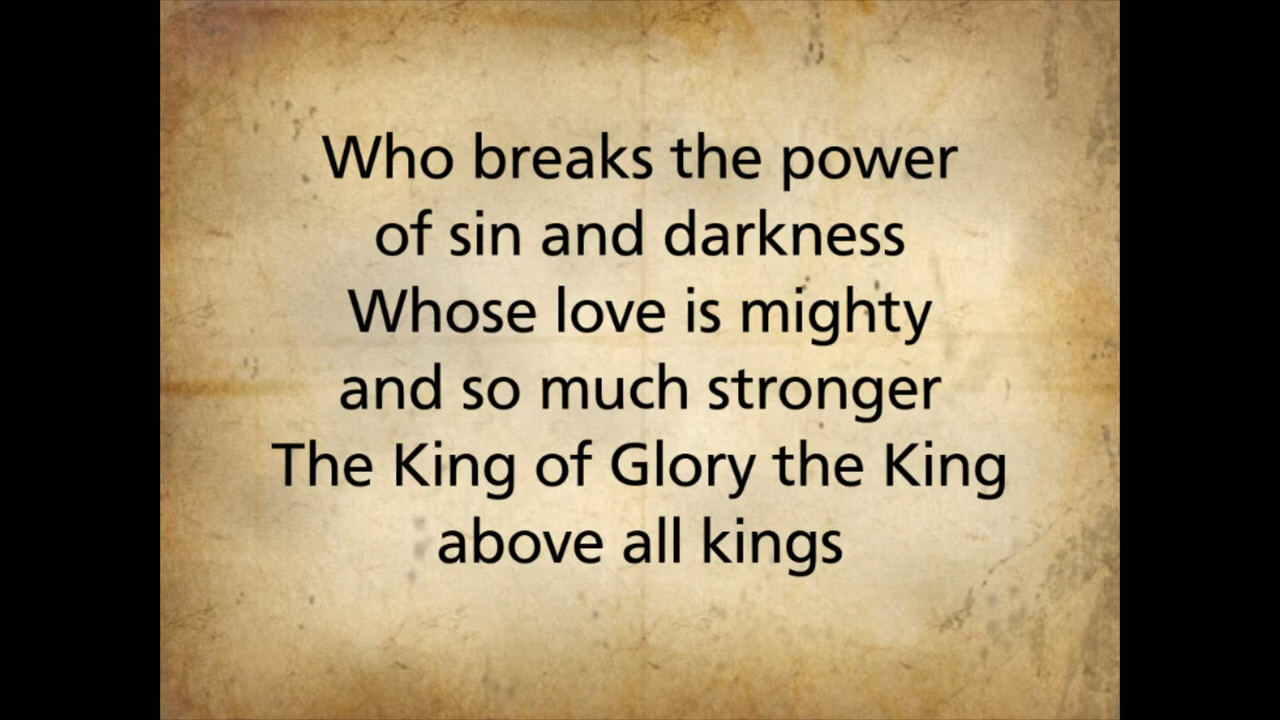 Who breaks the power
of sin and darkness
Whose love is mighty
and so much stronger
The King of Glory the King
above all kings